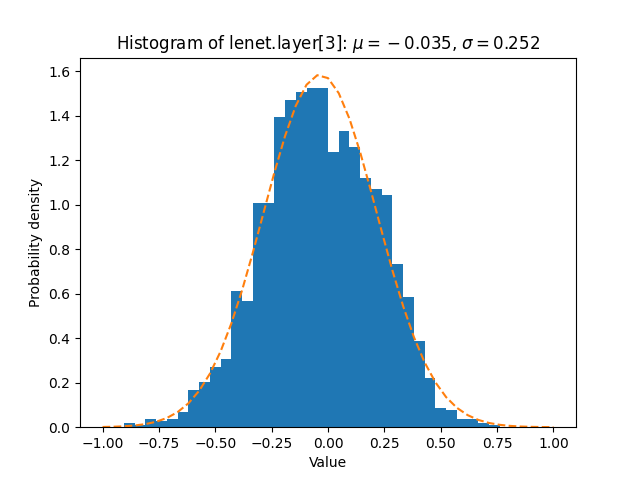 Histogram of lenet.layer[3]: μ = −0.035, σ = 0.252
1.6
1.4
1.2
1.0
0.8
0.6
0.4
0.2
0.0
Probability density
−1.00 −0.75 −0.50 −0.25 0.00 0.25 0.50 0.75 1.00
Value